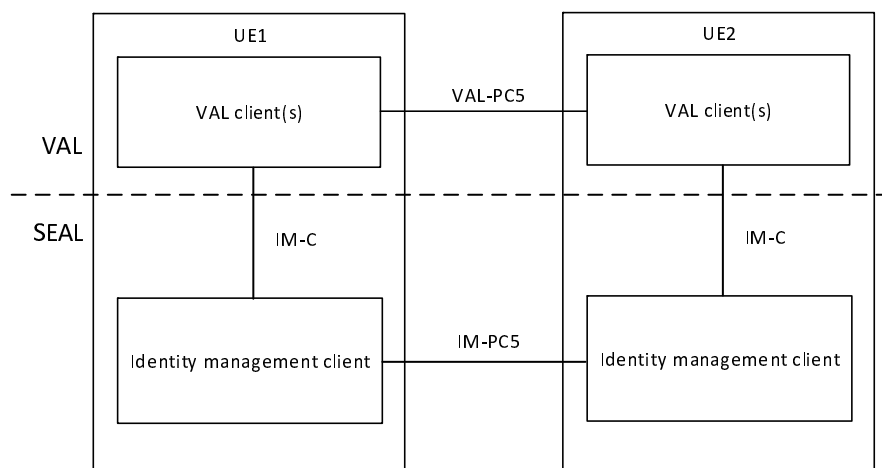 UE1
UE2
VAL client(s)
VAL-PC5
VAL client(s)
VAL
SEAL
IM-C
IM-C
Identity management client
IM-PC5
Identity management client